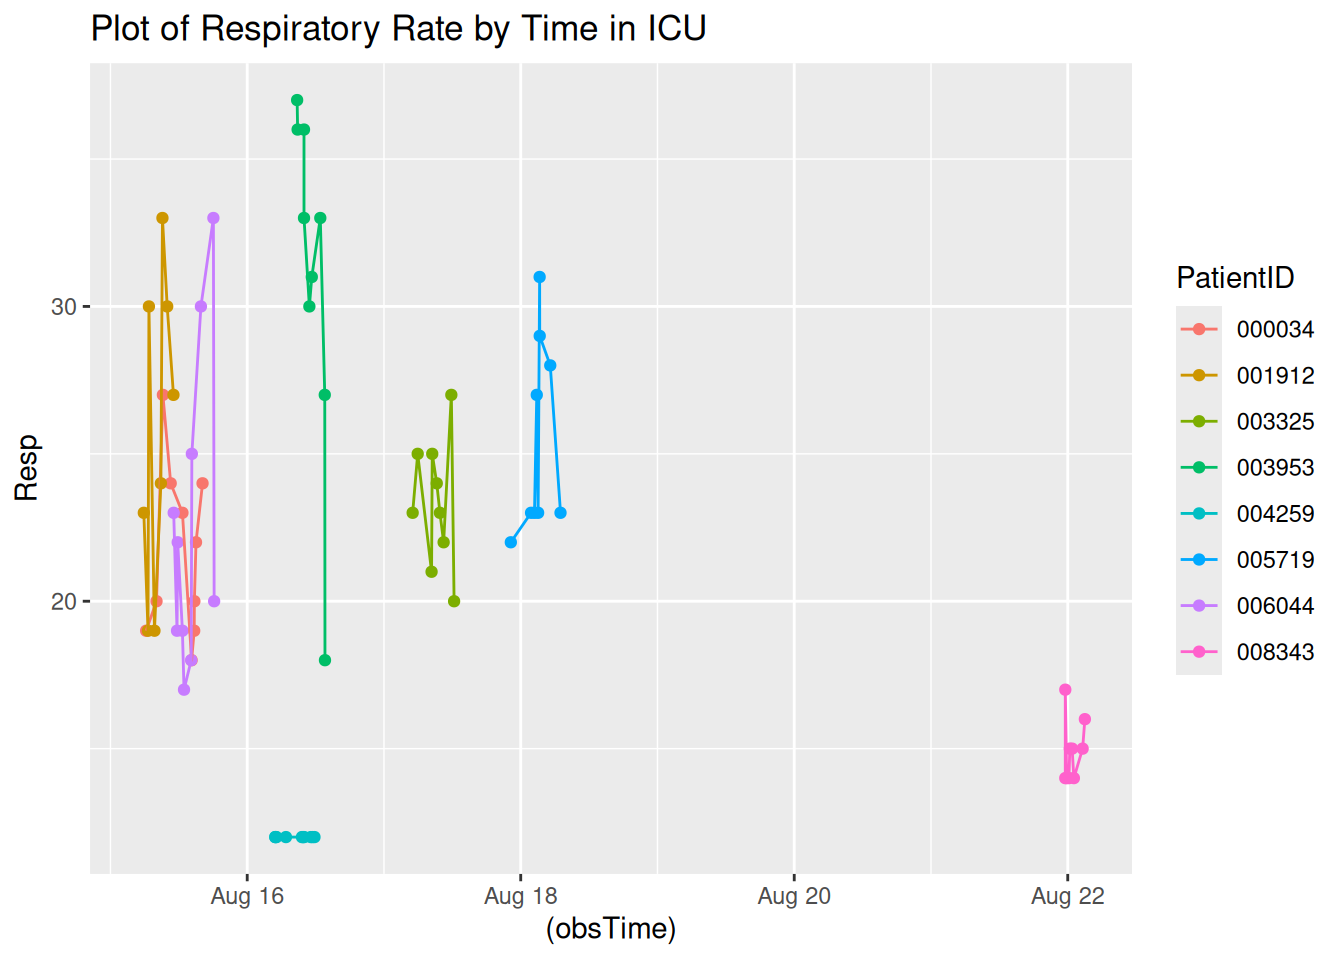 Plot of Respiratory Rate by Time in ICU
Resp
30
20
Aug 16
Aug 18
Aug 20
Aug 22
(obsTime)
PatientID
000034
001912
003325
003953
004259
005719
006044
008343